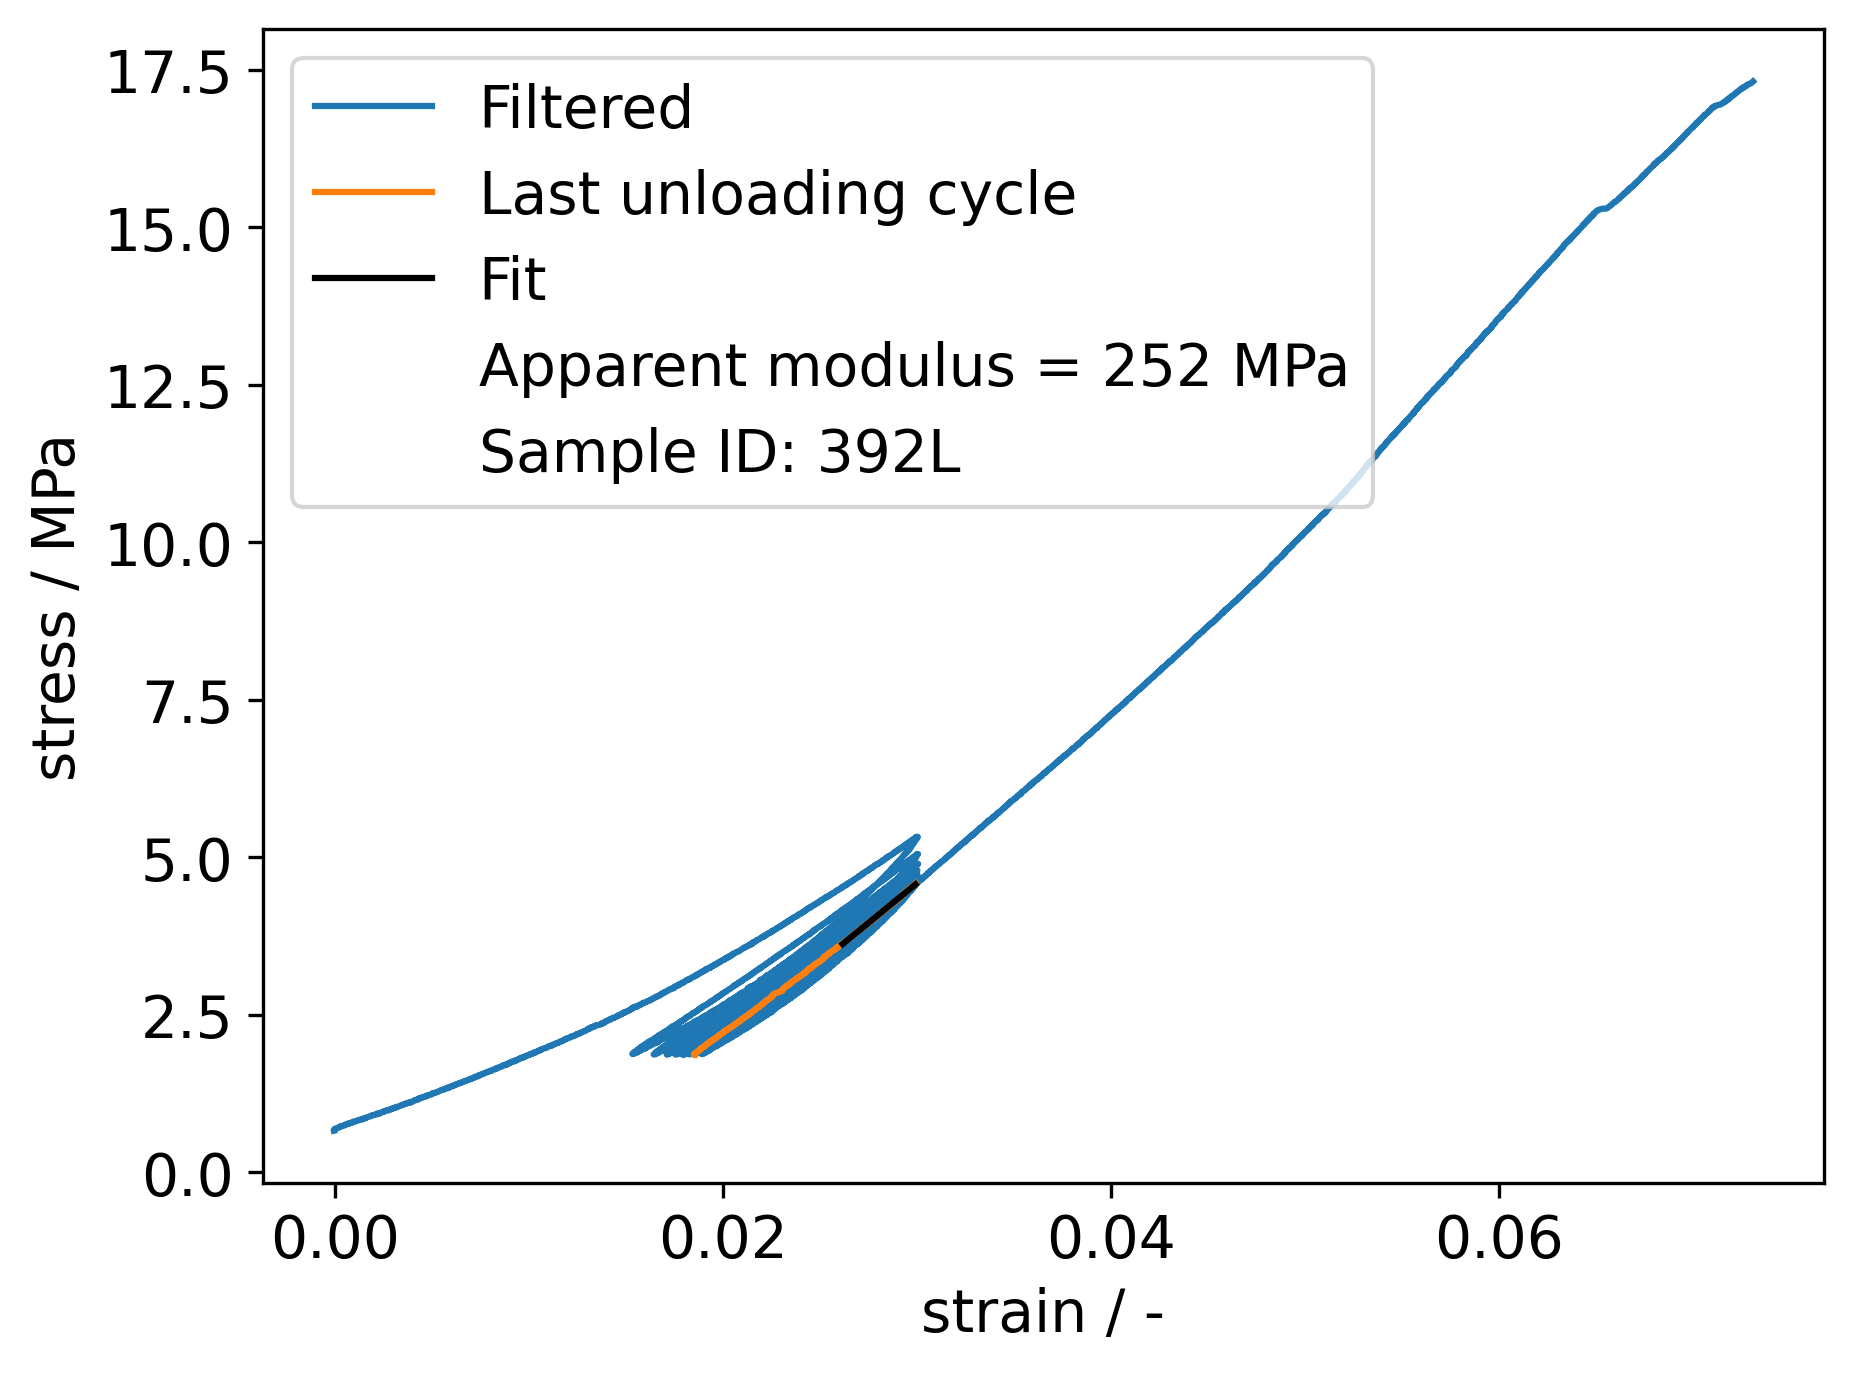 17.5
15.0
12.5
10.0
7.5
5.0
2.5
0.0
stress / MPa
Filtered
Last unloading cycle
Fit
Apparent modulus = 252 MPa
Sample ID: 392L
0.00 0.02 0.04 0.06
strain / -